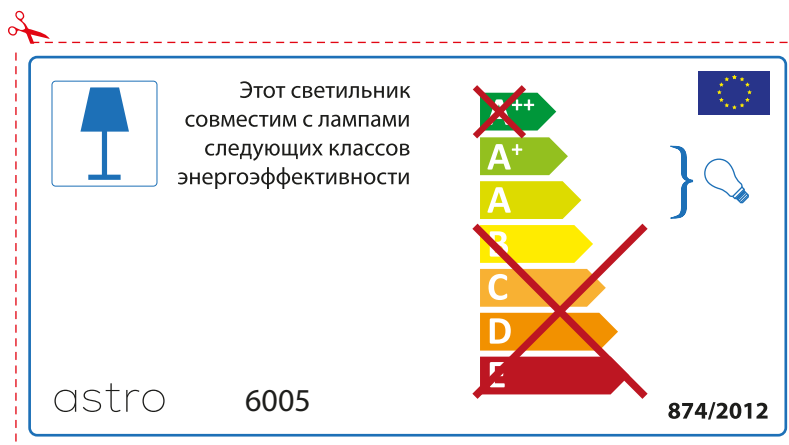 Этот светильник
совместим с лампами
следующих классов
энергоэффективности
A++
A+
A
B
C
D
E
astro
6005
874/2012